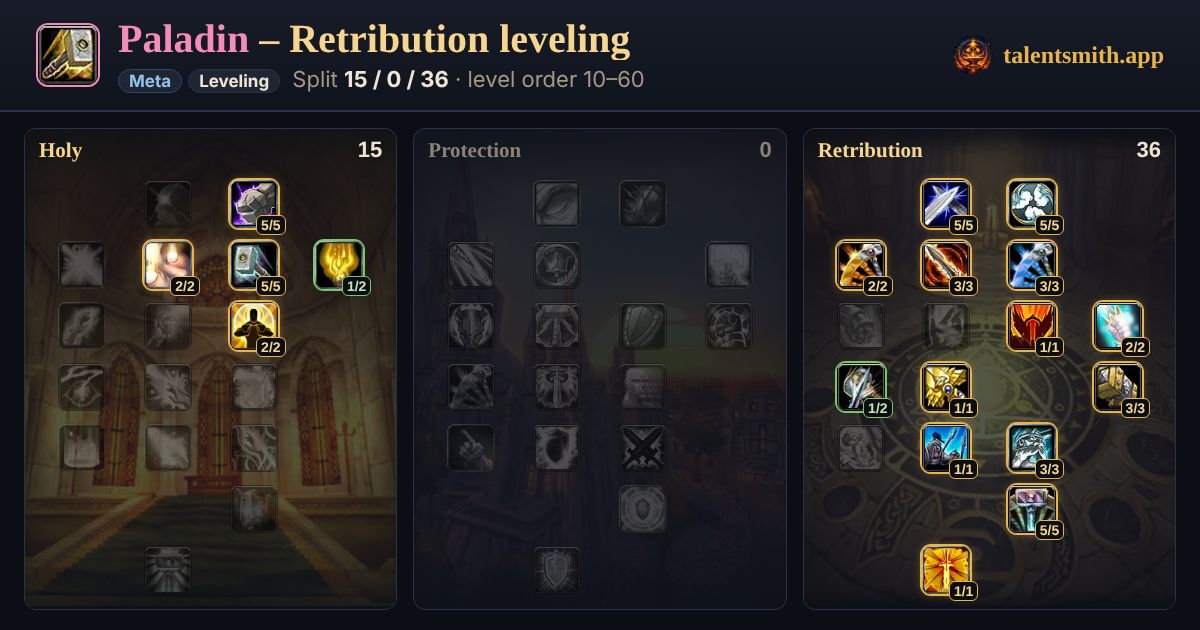 Paladin – Retribution leveling
Meta Leveling Split 15 / 0 / 36 · level order 10–60
talentsmith.app
Holy 15
5/5
2/2 5/5 1/2
2/2
Protection 0
Retribution 36
5/5 5/5
2/2 3/3 3/3
1/1 2/2
1/2 1/1 3/3
1/1 3/3
5/5
1/1